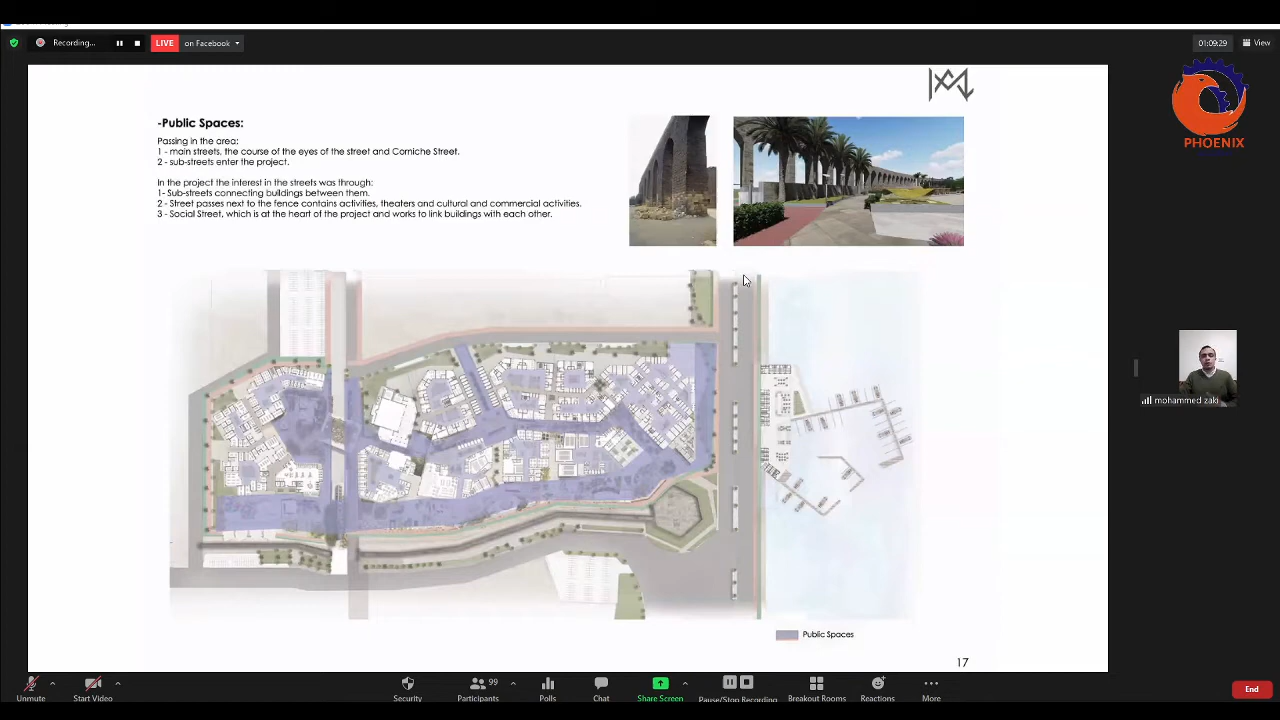 Recording...
LIVE on Facebook
01:09:29
View
PHOENIX
-Public Spaces:
Passing in the area:
1 - main streets, the course of the eyes of the street and Corniche Street.
2 - sub-streets enter the project.
In the project the interest in the streets was through:
1- Sub-streets connecting buildings between them.
2 - Street passes next to the fence contains activities, theaters and cultural and commercial activities.
3 - Social Street, which is at the heart of the project and works to link buildings with each other.
mohammed zaki
Public Spaces
17
Unmute
Start Video
Security
Participants
99
Polls
Chat
Share Screen
Pause/Stop Recording
Breakout Rooms
Reactions
More
End